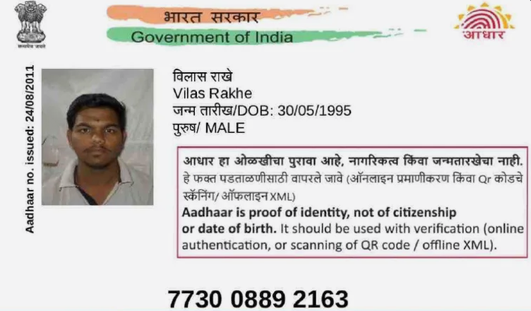 भारत सरकार
Government of India
आधार
Aadhaar no. issued: 24/08/2011
विलास राखे
Vilas Rakhe
जन्म तारीख/DOB: 30/05/1995
पुरुष/ MALE
आधार हा ओळखीचा पुरावा आहे, नागरिकत्व किंवा जन्मतारखेचा नाही.
हे फक्त पडताळणीसाठी वापरले जावे (ऑनलाइन प्रमाणीकरण किंवा Qr कोडचे
स्कॅनिंग/ ऑफलाइन XML)
Aadhaar is proof of identity, not of citizenship
or date of birth. It should be used with verification (online
authentication, or scanning of QR code / offline XML).
7730 0889 2163